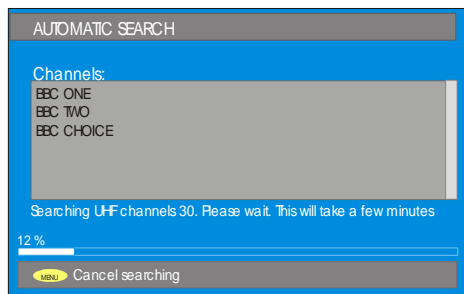 AUTOMATIC SEARCH
Channels:
BBC ONE
BBC TWO
BBC CHOICE
Searching UHF channels 30. Please wait. This will take a few minutes
12 %
MENU Cancel searching